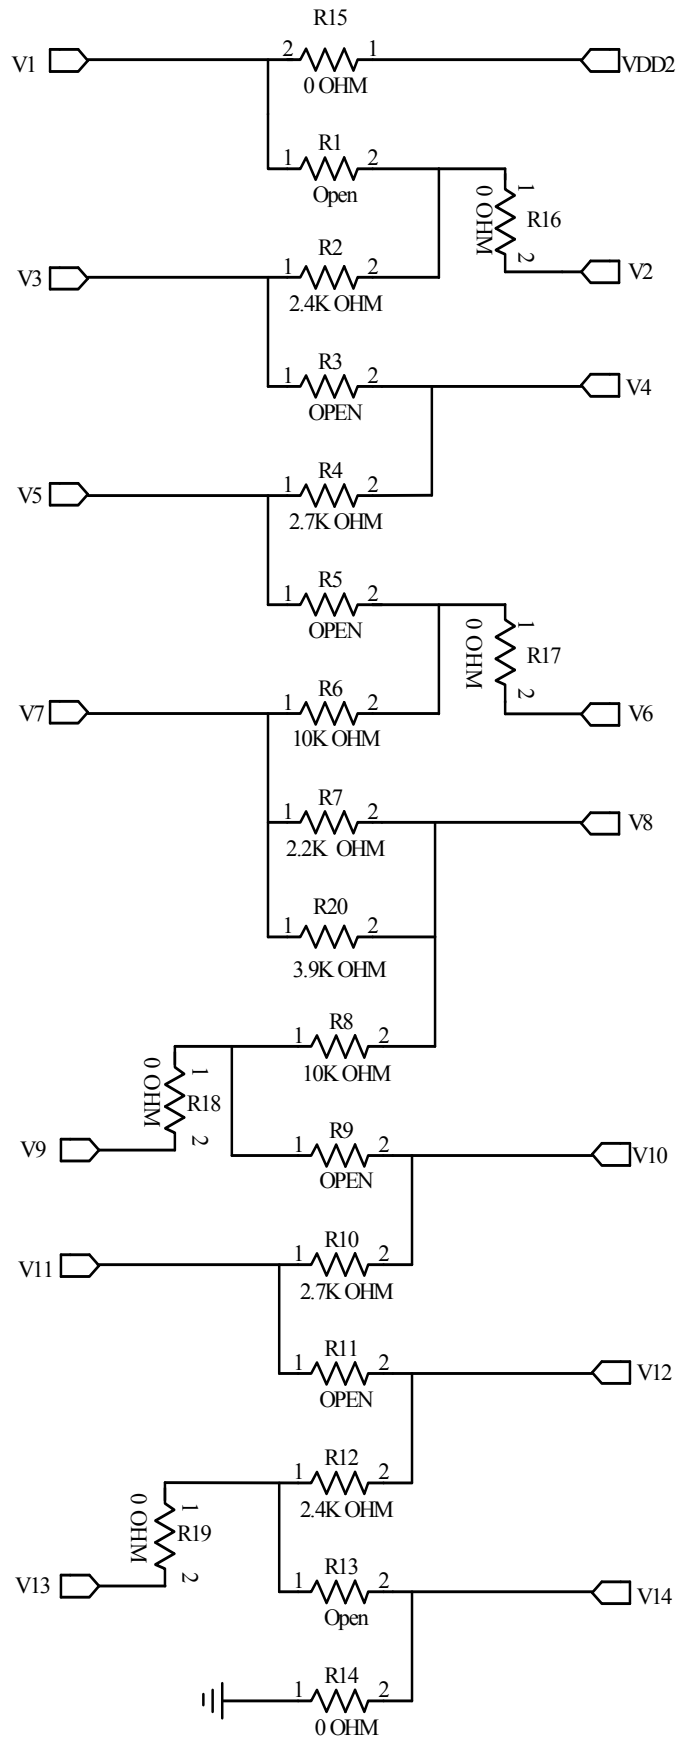 R15
V1 2 1 VDD2
0 OHM
R1
1 2
Open
1
0 OHM
R16
2
R2
V3 1 2 V2
2.4K OHM
R3
1 2 V4
OPEN
R4
V5 1 2
2.7K OHM
R5
1 2
OPEN
1
0 OHM
R17
2
R6
V7 1 2 V6
10K OHM
R7
1 2 V8
2.2K OHM
R20
1 2
3.9K OHM
R8
1 2
10K OHM
1
0 OHM
R18
2
V9
R9
1 2 V10
OPEN
R10
V11 1 2
2.7K OHM
R11
1 2 V12
OPEN
R12
1 2
2.4K OHM
1
0 OHM
R19
2
V13
R13
1 2 V14
Open
R14
1 2
0 OHM